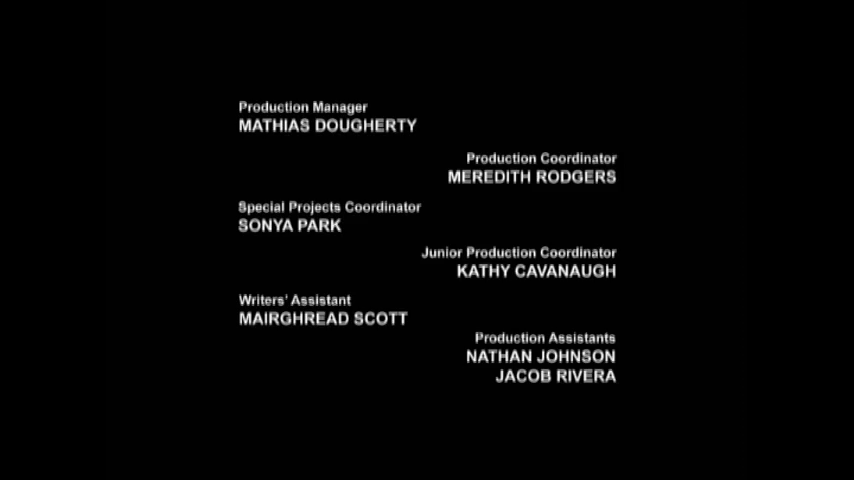 Production Manager
MATHIAS DOUGHERTY
Production Coordinator
MEREDITH RODGERS
Special Projects Coordinator
SONYA PARK
Junior Production Coordinator
KATHY CAVANAUGH
Writers' Assistant
MAIRGHREAD SCOTT
Production Assistants
NATHAN JOHNSON
JACOB RIVERA